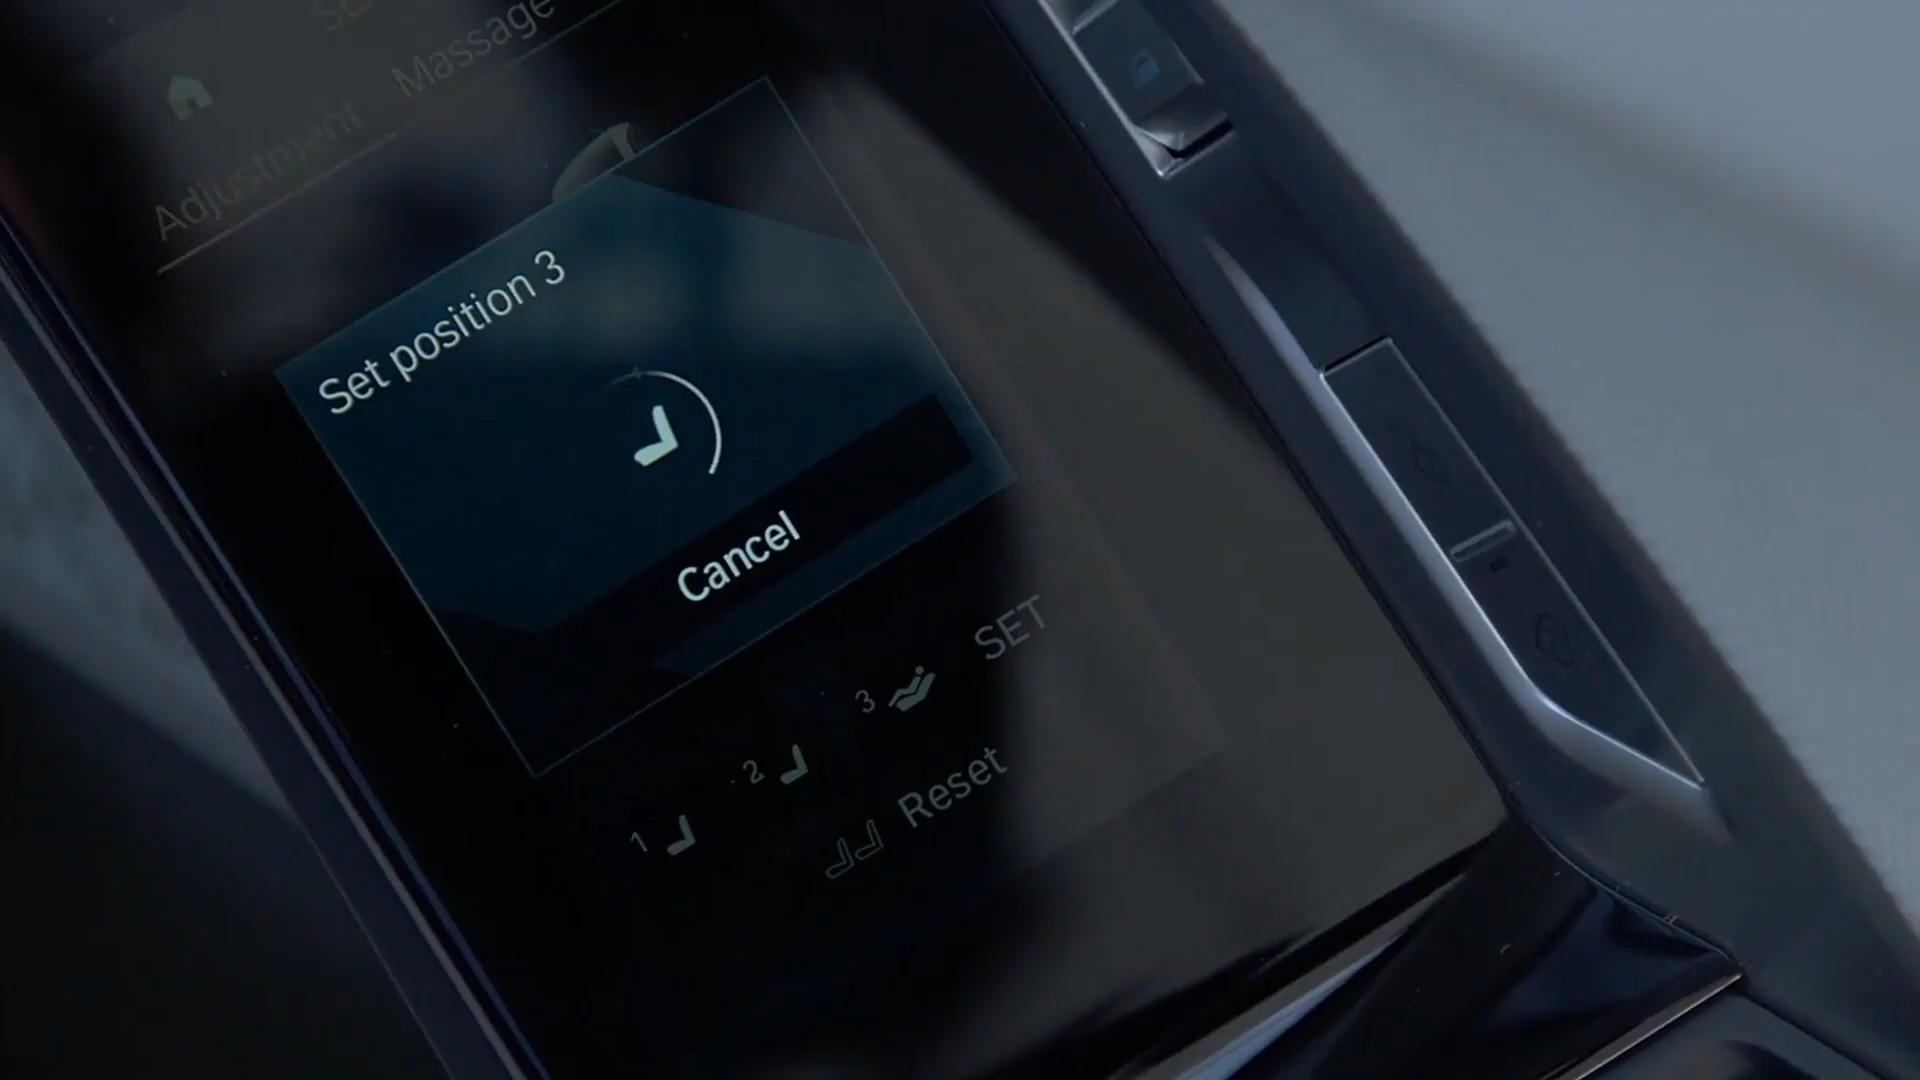 Massage
Adjustment
Set position 3
Cancel
SET
3
2
1
Reset